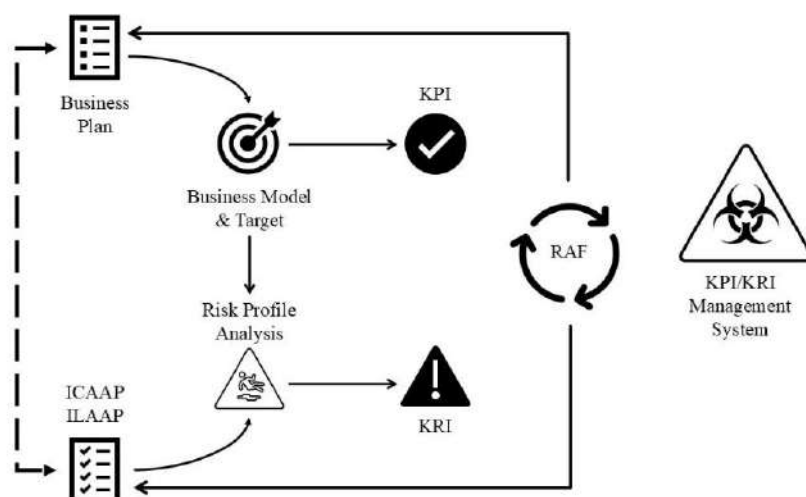 Business
Plan
KPI
Business Model
& Target
RAF
KPI/KRI
Management
System
Risk Profile
Analysis
ICAAP
ILAAP
KRI